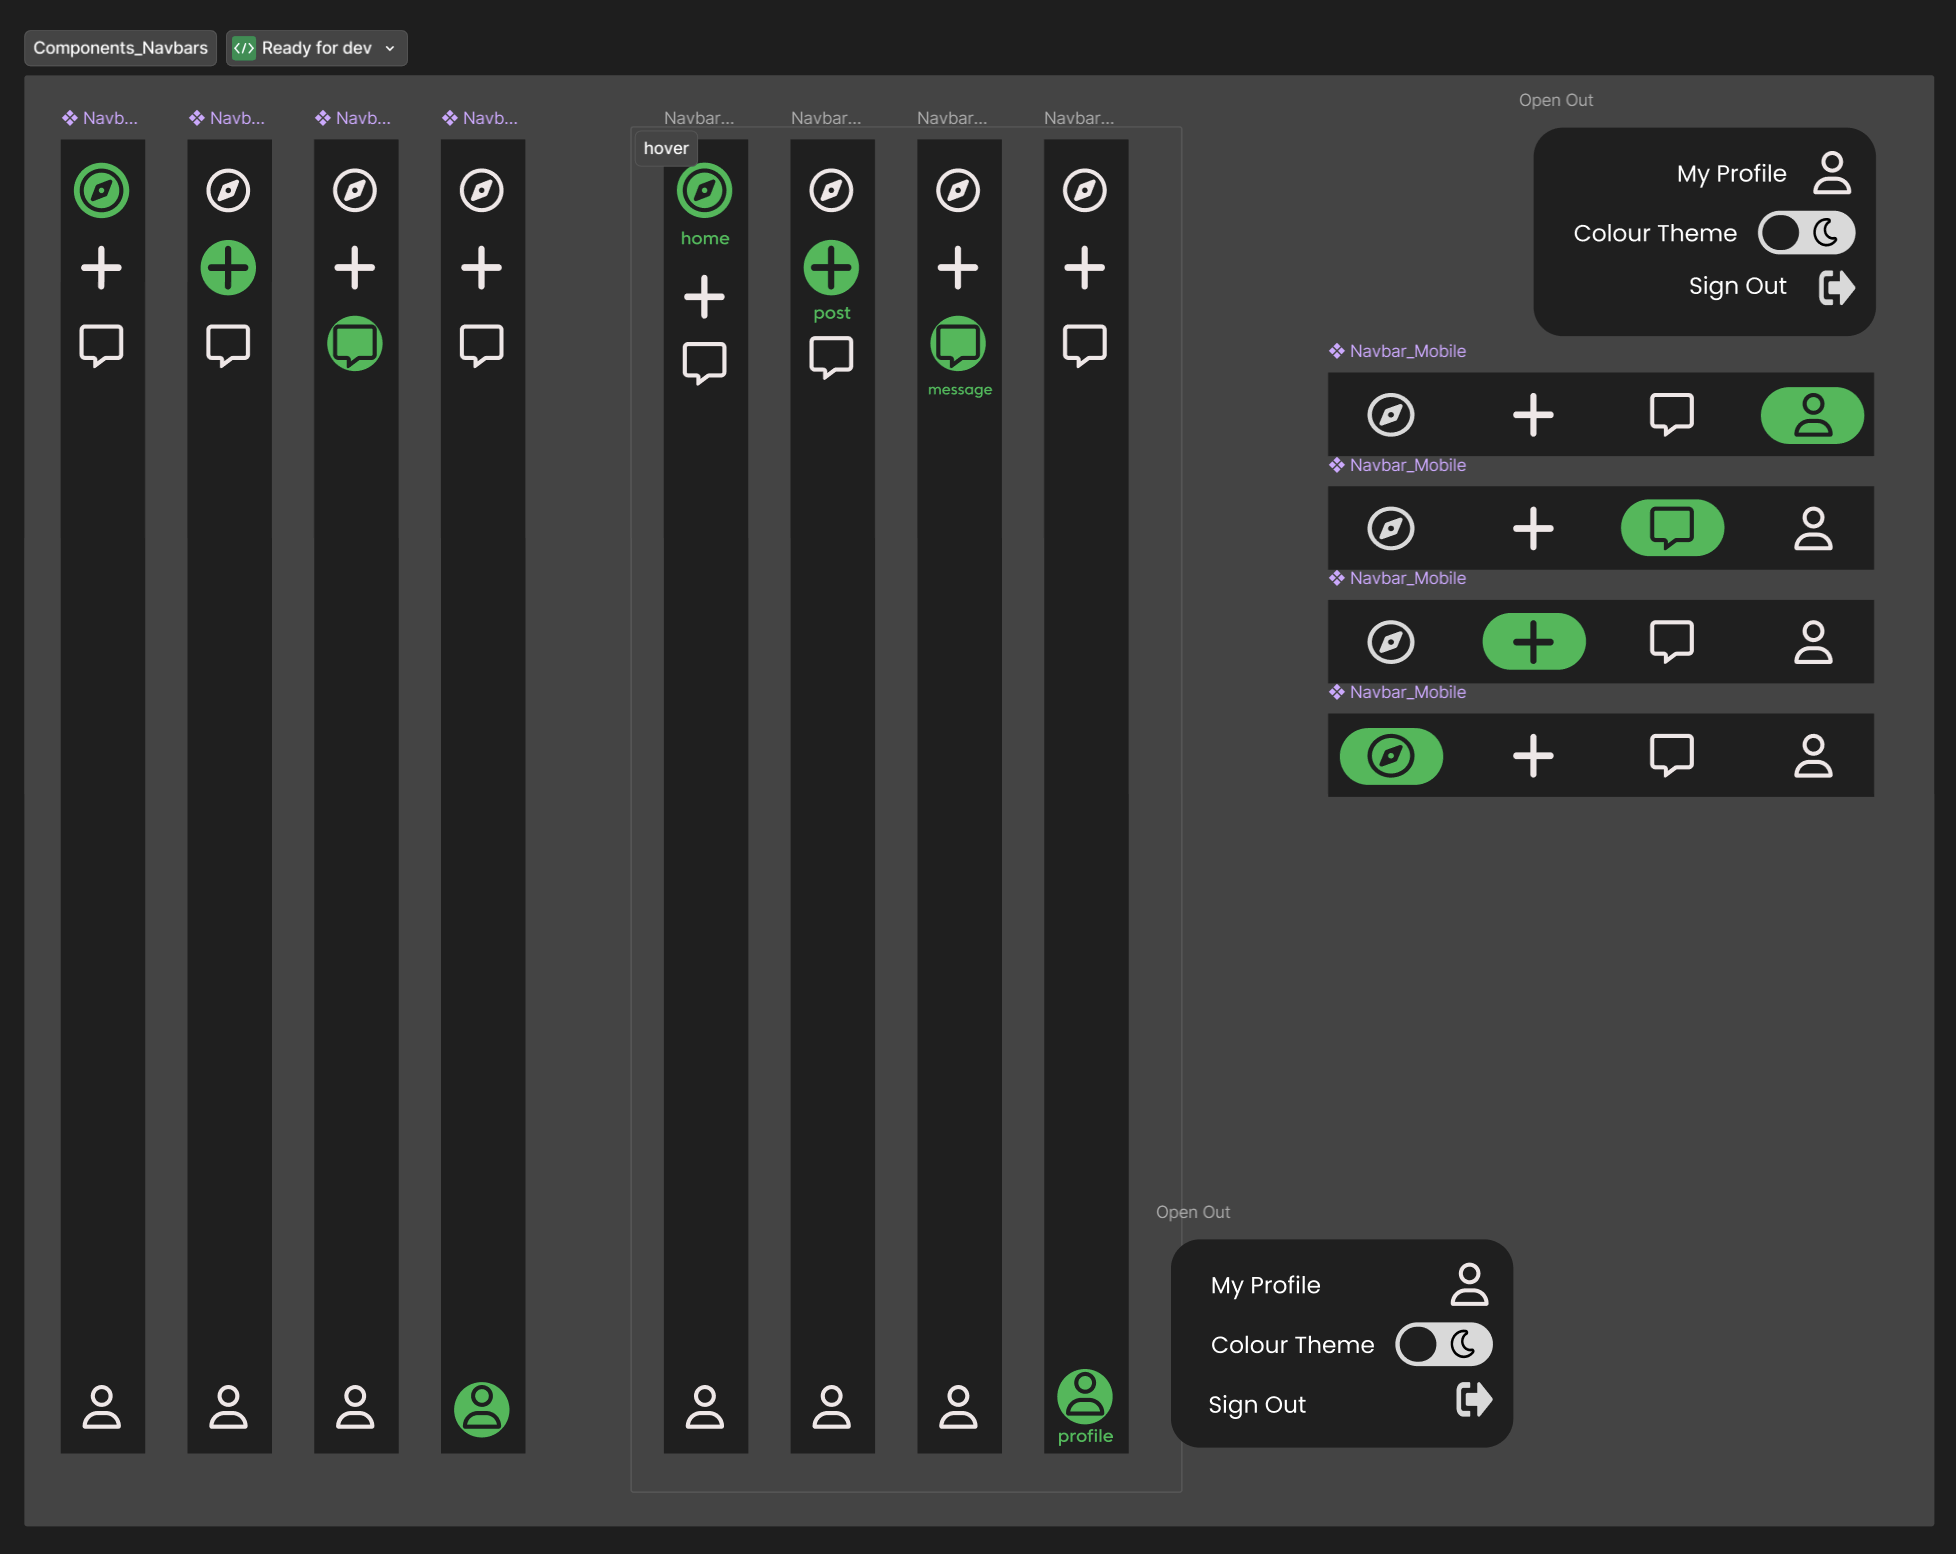 Components_Navbars
Ready for dev
Navb...
Navb...
Navb...
Navb...
Navbar...
Navbar...
Navbar...
Navbar...
hover
home
post
message
profile
Open Out
My Profile
Colour Theme
Sign Out
Navbar_Mobile
Navbar_Mobile
Navbar_Mobile
Navbar_Mobile
Open Out
My Profile
Colour Theme
Sign Out